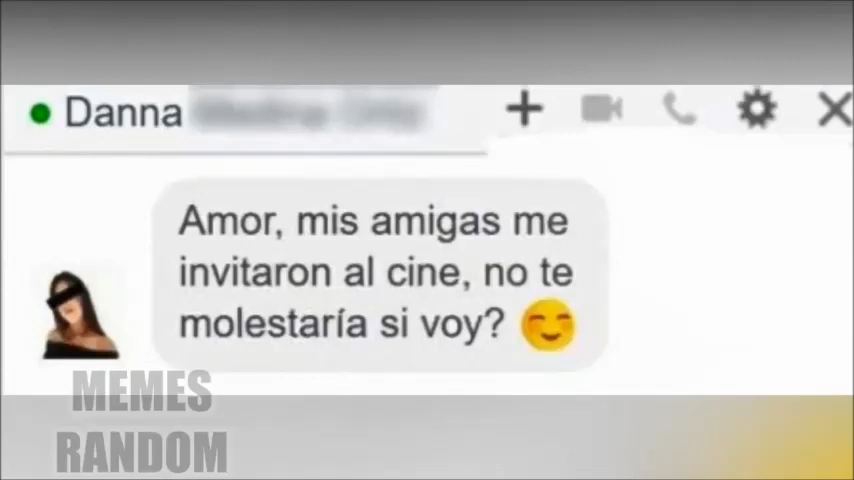 Danna
Amor, mis amigas me
invitaron al cine, no te
molestaría si voy? 😊
MEMES
RANDOM